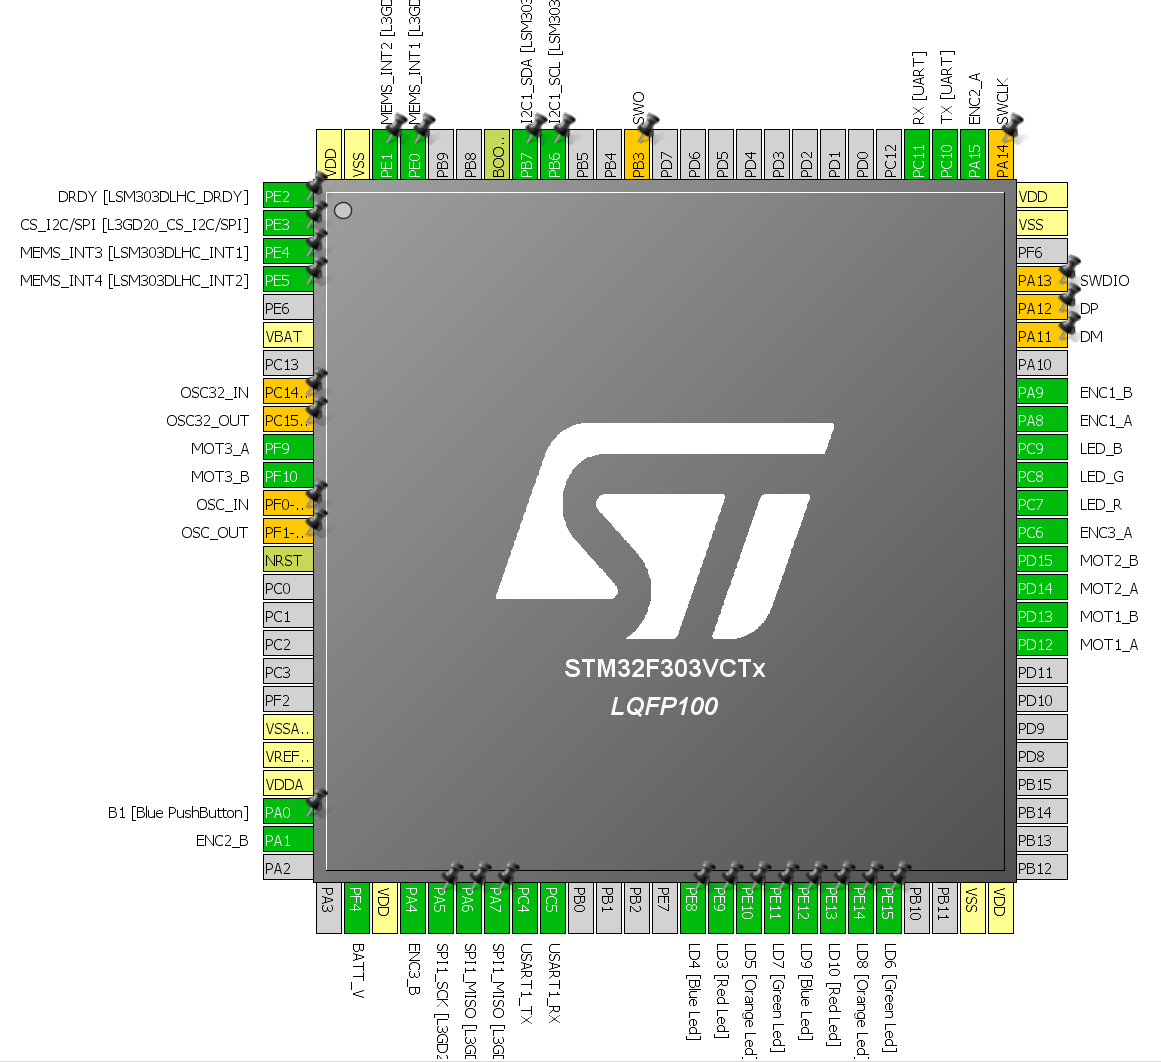 MEMS_INT2 [L3GD
MEMS_INT1 [L3GD
I2C1_SDA [LSM303
I2C1_SCL [LSM303
SWO
RX [UART]
TX [UART]
ENC2_A
SWCLK
VDD
VSS
PE1
PE0
PB9
PB8
BOO..
PB7
PB6
PB5
PB4
PB3
PD7
PD6
PD5
PD4
PD3
PD2
PD1
PD0
PC12
PC11
PC10
PA15
PA14
DRDY [LSM303DLHC_DRDY] PE2
CS_I2C/SPI [L3GD20_CS_I2C/SPI] PE3
MEMS_INT3 [LSM303DLHC_INT1] PE4
MEMS_INT4 [LSM303DLHC_INT2] PE5
PE6
VBAT
PC13
OSC32_IN PC14..
OSC32_OUT PC15..
MOT3_A PF9
MOT3_B PF10
OSC_IN PF0-..
OSC_OUT PF1-..
NRST
PC0
PC1
PC2
PC3
PF2
VSSA..
VREF..
VDDA
B1 [Blue PushButton] PA0
ENC2_B PA1
PA2
STM32F303VCTx
LQFP100
VDD
VSS
PF6
PA13 SWDIO
PA12 DP
PA11 DM
PA10
PA9 ENC1_B
PA8 ENC1_A
PC9 LED_B
PC8 LED_G
PC7 LED_R
PC6 ENC3_A
PD15 MOT2_B
PD14 MOT2_A
PD13 MOT1_B
PD12 MOT1_A
PD11
PD10
PD9
PD8
PB15
PB14
PB13
PB12
PA3
PF4
VDD
PA4
PA5
PA6
PA7
PC4
PC5
PB0
PB1
PB2
PE7
PE8
PE9
PE10
PE11
PE12
PE13
PE14
PE15
PB10
PB11
VSS
VDD
BATT_V
ENC3_B
SPI1_SCK [L3GD2
SPI1_MISO [L3GD
SPI1_MISO [L3GD
USART1_TX
USART1_RX
LD4 [Blue Led]
LD3 [Red Led]
LD5 [Orange Led]
LD7 [Green Led]
LD9 [Blue Led]
LD10 [Red Led]
LD8 [Orange Led]
LD6 [Green Led]